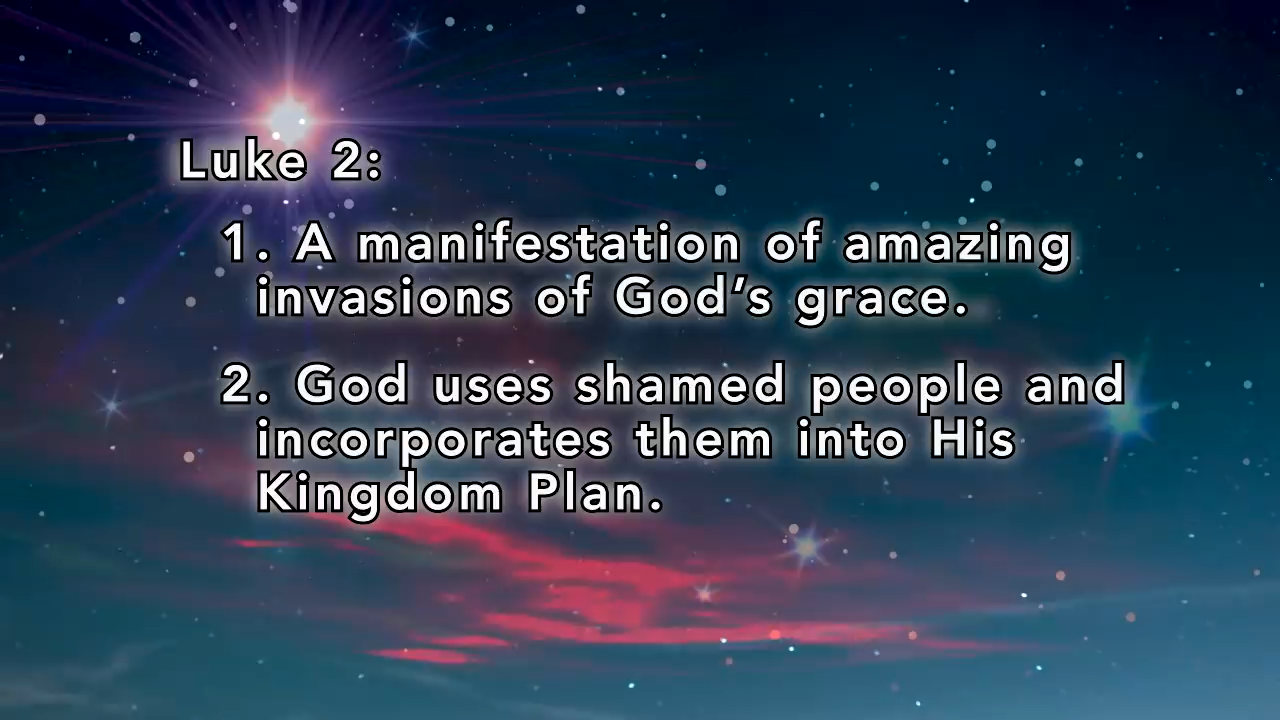 Luke 2:
1. A manifestation of amazing
invasions of God’s grace.
2. God uses shamed people and
incorporates them into His
Kingdom Plan.